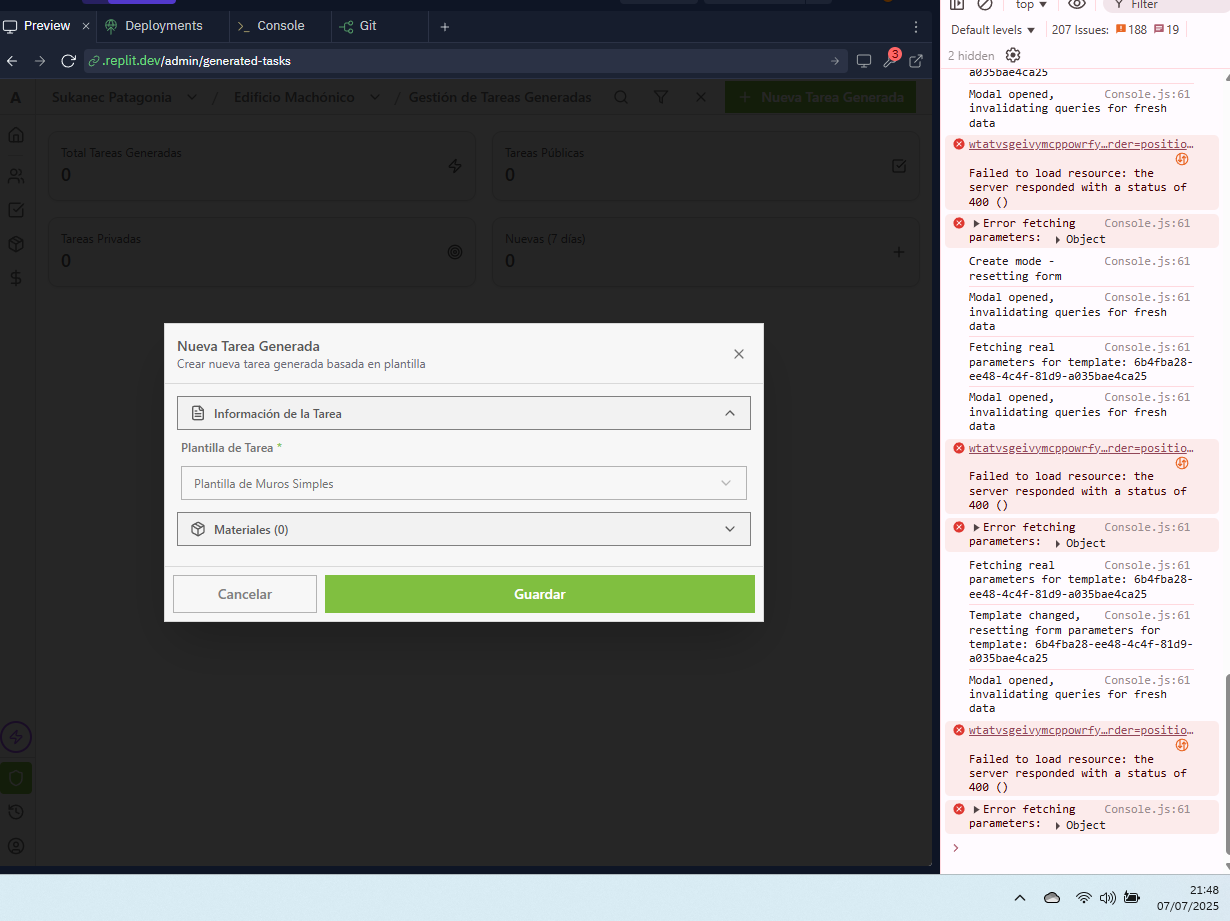 Preview
Deployments
Console
Git
.replit.dev/admin/generated-tasks
3
A
Sukanec Patagonia
/
Edificio Machónico
/
Gestión de Tareas Generadas
+ Nueva Tarea Generada
Total Tareas Generadas
0
Tareas Públicas
0
Tareas Privadas
0
Nuevas (7 días)
0
Nueva Tarea Generada
Crear nueva tarea generada basada en plantilla
Información de la Tarea
Plantilla de Tarea *
Plantilla de Muros Simples
Materiales (0)
Cancelar
Guardar
top
Filter
Default levels
207 Issues:
188
19
2 hidden
a035bae4ca25
Modal opened, Console.js:61
invalidating queries for fresh
data
wtatvsgeivymcppowrfy…rder=positio…
Failed to load resource: the
server responded with a status of
400 ()
Error fetching Console.js:61
parameters: Object
Create mode - Console.js:61
resetting form
Modal opened, Console.js:61
invalidating queries for fresh
data
Fetching real Console.js:61
parameters for template: 6b4fba28-
ee48-4c4f-81d9-a035bae4ca25
Modal opened, Console.js:61
invalidating queries for fresh
data
wtatvsgeivymcppowrfy…rder=positio…
Failed to load resource: the
server responded with a status of
400 ()
Error fetching Console.js:61
parameters: Object
Fetching real Console.js:61
parameters for template: 6b4fba28-
ee48-4c4f-81d9-a035bae4ca25
Template changed, Console.js:61
resetting form parameters for
template: 6b4fba28-ee48-4c4f-81d9-
a035bae4ca25
Modal opened, Console.js:61
invalidating queries for fresh
data
wtatvsgeivymcppowrfy…rder=positio…
Failed to load resource: the
server responded with a status of
400 ()
Error fetching Console.js:61
parameters: Object
21:48
07/07/2025